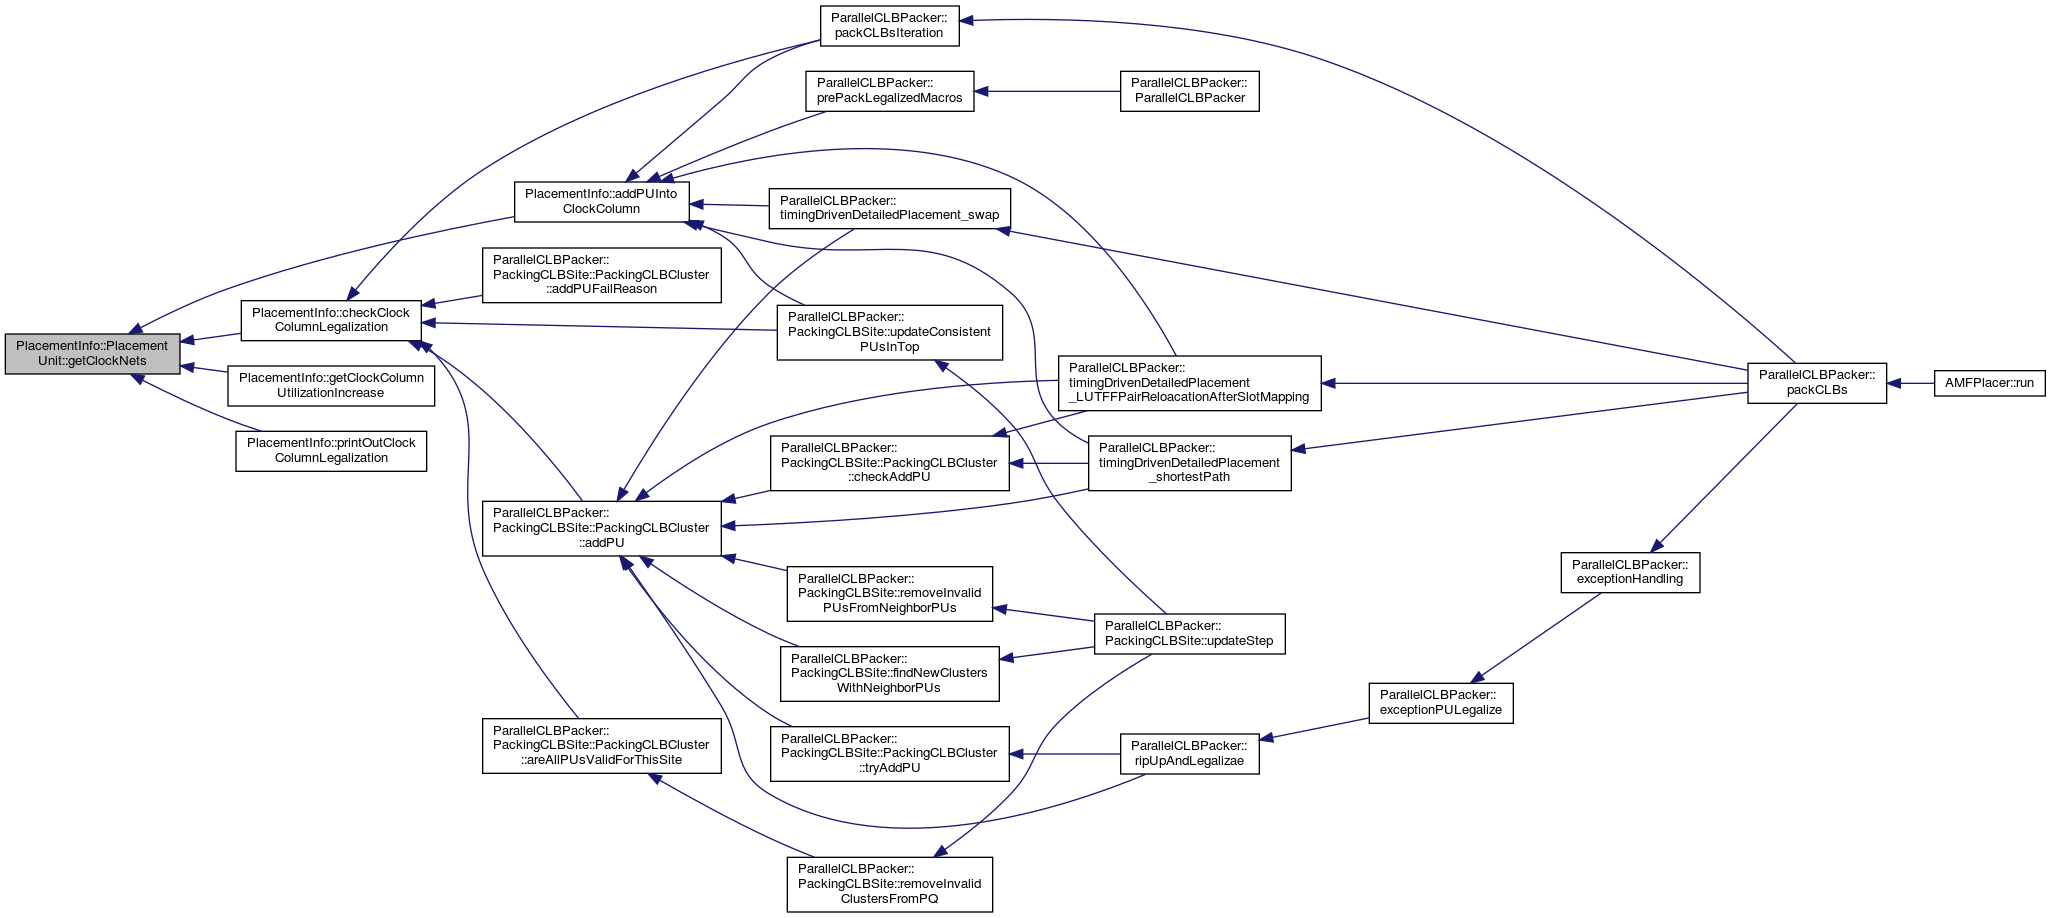 ParallelCLBPacker::
packCLBsIteration
ParallelCLBPacker::
prePackLegalizedMacros
ParallelCLBPacker::
ParallelCLBPacker
PlacementInfo::addPUInto
ClockColumn
ParallelCLBPacker::
timingDrivenDetailedPlacement_swap
ParallelCLBPacker::
PackingCLBSite::PackingCLBCluster
::addPUFailReason
PlacementInfo::checkClock
ColumnLegalization
ParallelCLBPacker::
PackingCLBSite::updateConsistent
PUsInTop
PlacementInfo::Placement
Unit::getClockNets
PlacementInfo::getClockColumn
UtilizationIncrease
ParallelCLBPacker::
timingDrivenDetailedPlacement
_LUTFFPairReloacationAfterSlotMapping
ParallelCLBPacker::
packCLBs
AMFPlacer::run
PlacementInfo::printOutClock
ColumnLegalization
ParallelCLBPacker::
PackingCLBSite::PackingCLBCluster
::checkAddPU
ParallelCLBPacker::
timingDrivenDetailedPlacement
_shortestPath
ParallelCLBPacker::
PackingCLBSite::PackingCLBCluster
::addPU
ParallelCLBPacker::
exceptionHandling
ParallelCLBPacker::
PackingCLBSite::removeInvalid
PUsFromNeighborPUs
ParallelCLBPacker::
PackingCLBSite::updateStep
ParallelCLBPacker::
PackingCLBSite::findNewClusters
WithNeighborPUs
ParallelCLBPacker::
exceptionPULegalize
ParallelCLBPacker::
PackingCLBSite::PackingCLBCluster
::areAllPUsValidForThisSite
ParallelCLBPacker::
PackingCLBSite::PackingCLBCluster
::tryAddPU
ParallelCLBPacker::
ripUpAndLegalizae
ParallelCLBPacker::
PackingCLBSite::removeInvalid
ClustersFromPQ